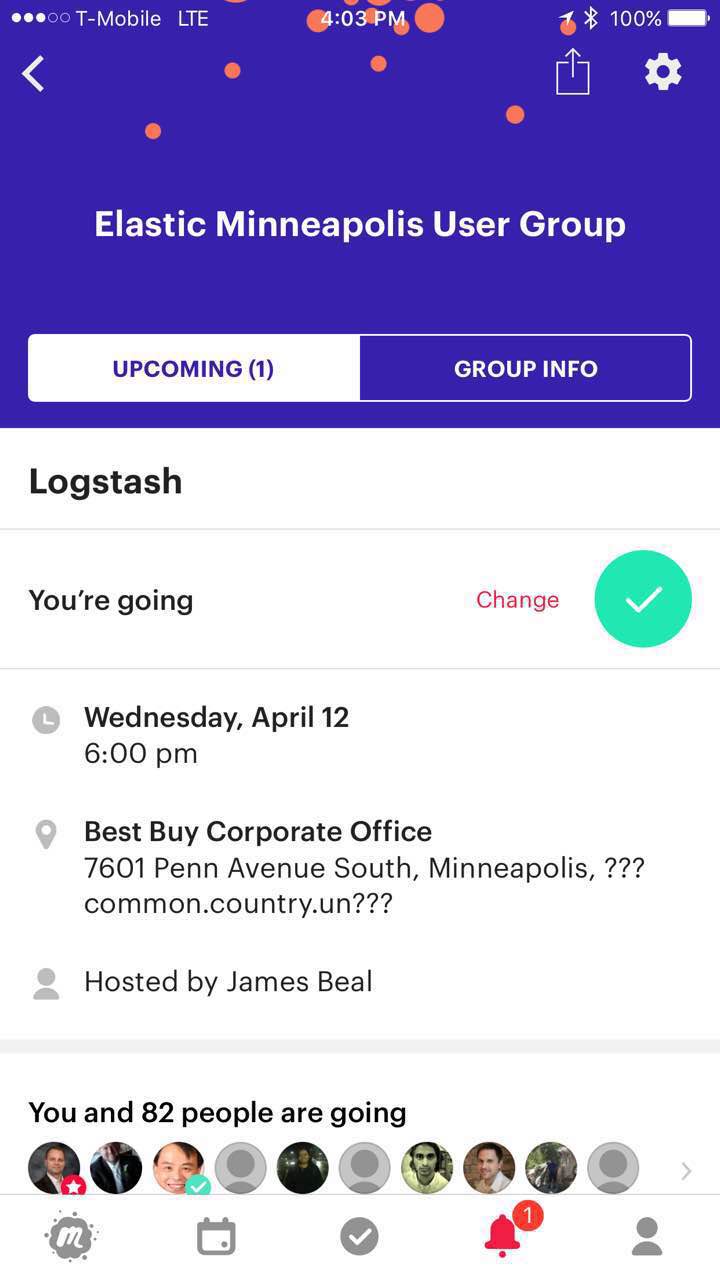 T-Mobile LTE 4:03 PM 100%
Elastic Minneapolis User Group
UPCOMING (1) GROUP INFO
Logstash
You’re going Change
Wednesday, April 12
6:00 pm
Best Buy Corporate Office
7601 Penn Avenue South, Minneapolis, ???
common.country.un???
Hosted by James Beal
You and 82 people are going
m 1